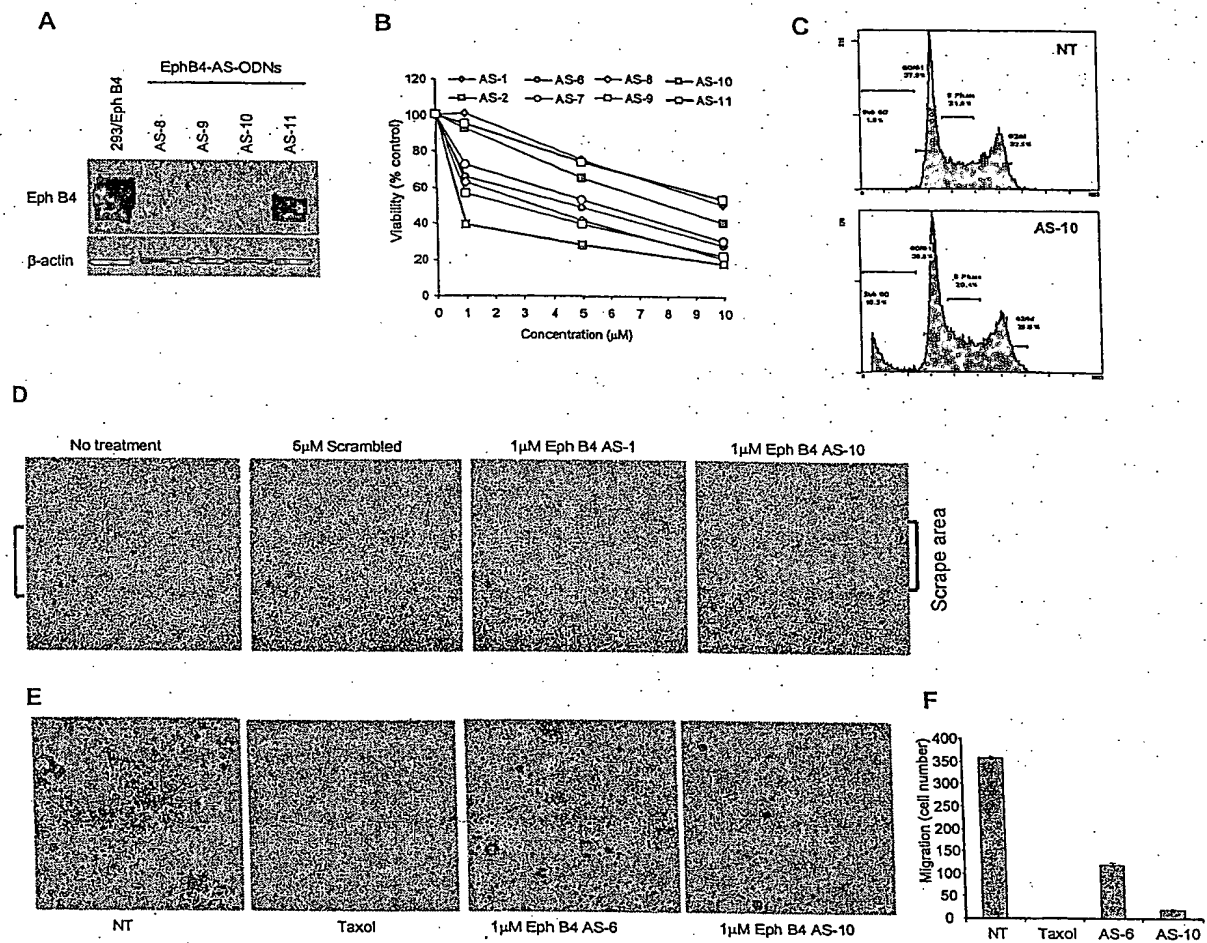 A
EphB4-AS-ODNs
293/Eph B4
AS-8
AS-9
AS-10
AS-11
Eph B4
β-actin
B
AS-1
AS-6
AS-8
AS-10
AS-2
AS-7
AS-9
AS-11
120
100
80
60
40
20
0
Viability (% control)
0 1 2 3 4 5 6 7 8 9 10
Concentration (μM)
C
NT
AS-10
D
No treatment
5μM Scrambled
1μM Eph B4 AS-1
1μM Eph B4 AS-10
Scrape area
E
NT
Taxol
1μM Eph B4 AS-6
1μM Eph B4 AS-10
F
Migration (cell number)
400
350
300
250
200
150
100
50
0
NT
Taxol
AS-6
AS-10